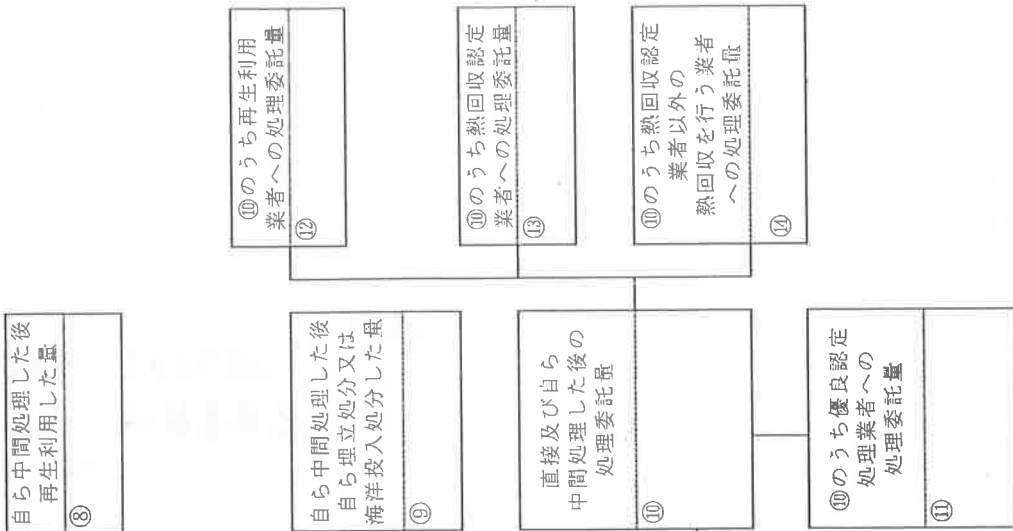 自ら中間処理した後
再生利用した量
⑧
自ら中間処理した後
自ら埋立処分又は
海洋投入処分した量
⑨
直接及び自ら
中間処理した後の
処理委託量
⑩
⑩のうち優良認定
処理業者への
処理委託量
⑪
⑩のうち再生利用
業者への処理委託量
⑫
⑩のうち熱回収認定
業者への処理委託量
⑬
⑩のうち熱回収認定
業者以外の
熱回収を行う業者
への処理委託量
⑭